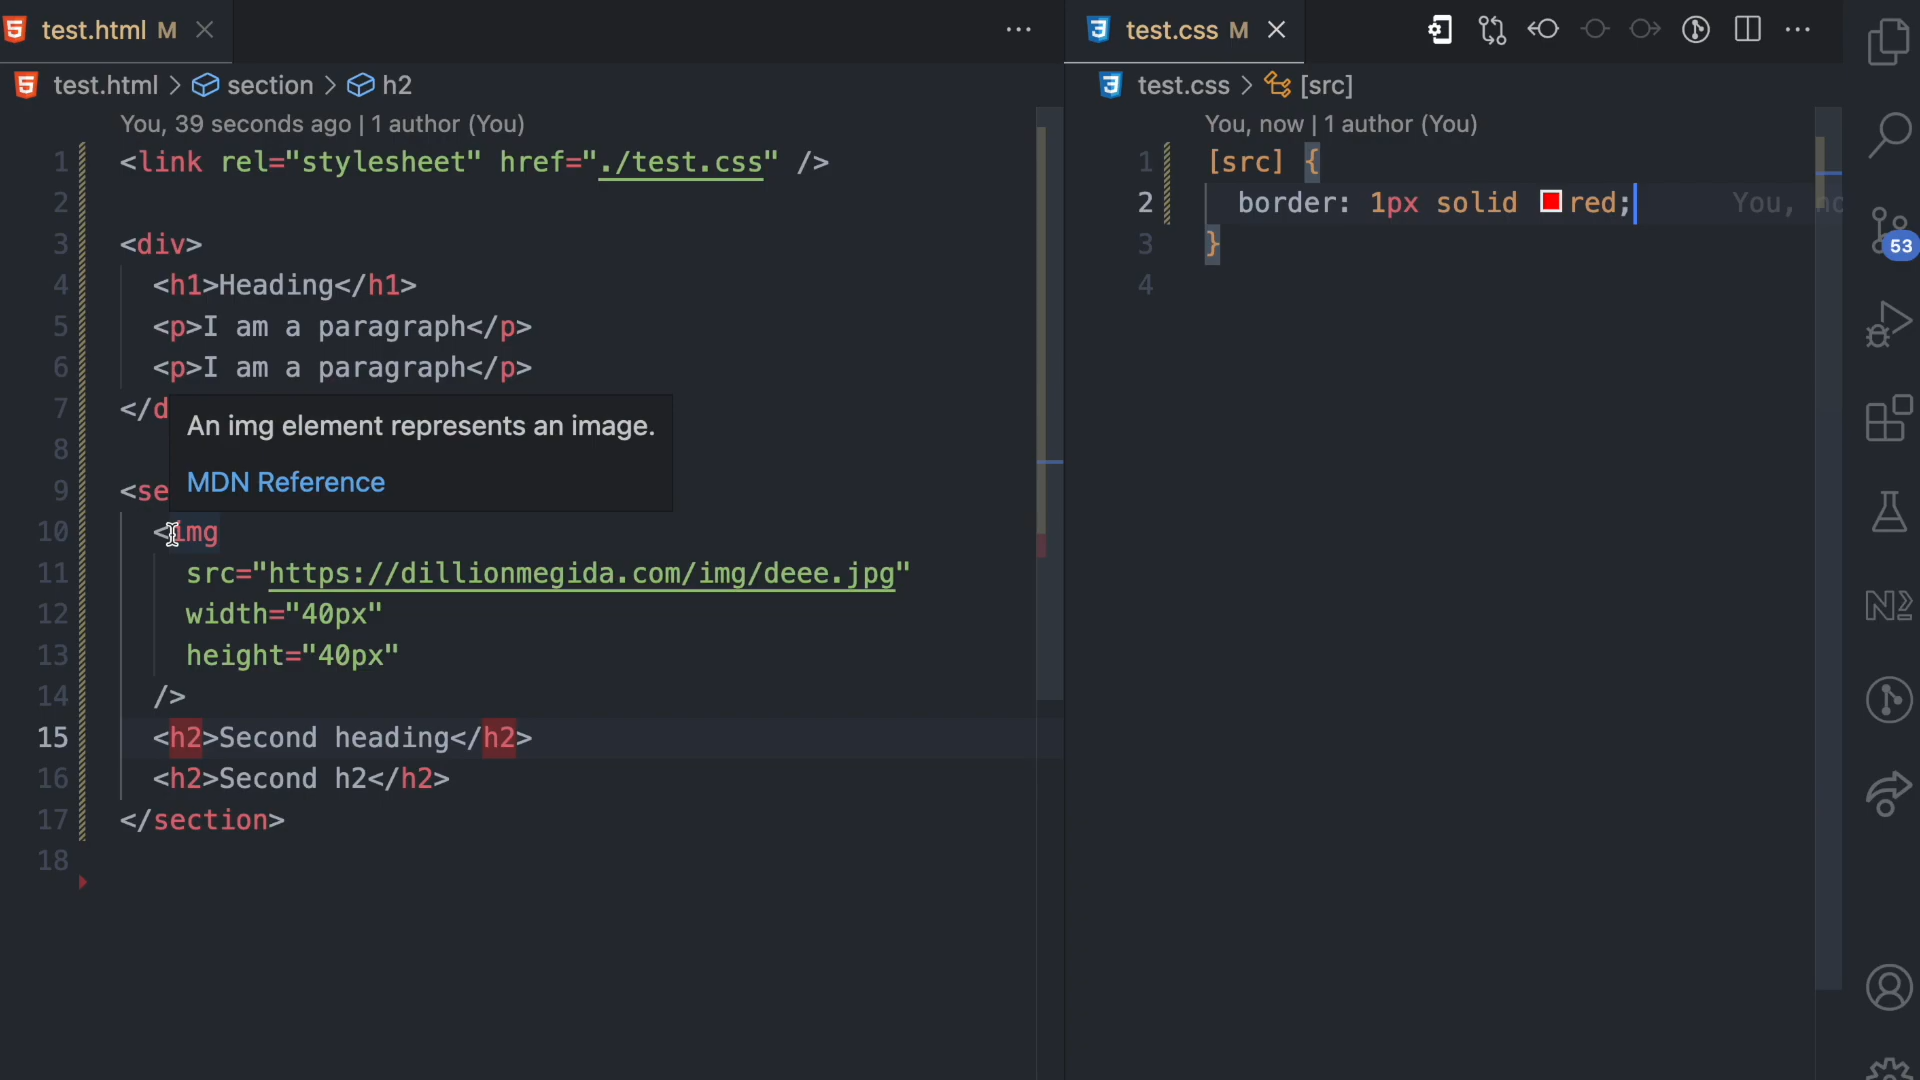 test.html M
test.html > section > h2
You, 39 seconds ago | 1 author (You)
1 <link rel="stylesheet" href="./test.css" />
2
3 <div>
4 <h1>Heading</h1>
5 <p>I am a paragraph</p>
6 <p>I am a paragraph</p>
7 </d
An img element represents an image.
8
MDN Reference
9 <se
10 <img
11 src="https://dillionmegida.com/img/deee.jpg"
12 width="40px"
13 height="40px"
14 />
15 <h2>Second heading</h2>
16 <h2>Second h2</h2>
17 </section>
18
test.css M
test.css > [src]
You, now | 1 author (You)
1 [src] {
2 border: 1px solid red; You,
3 }
4
53